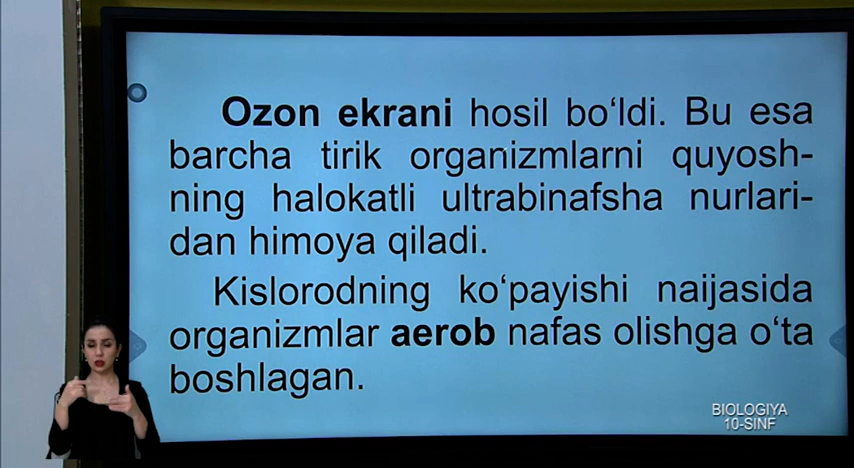 Ozon ekrani hosil bo‘ldi. Bu esa
barcha tirik organizmlarni quyosh-
ning halokatli ultrabinafsha nurlari-
dan himoya qiladi.
Kislorodning ko‘payishi naijasida
organizmlar aerob nafas olishga o‘ta
boshlagan.
BIOLOGIYA
10-SINF